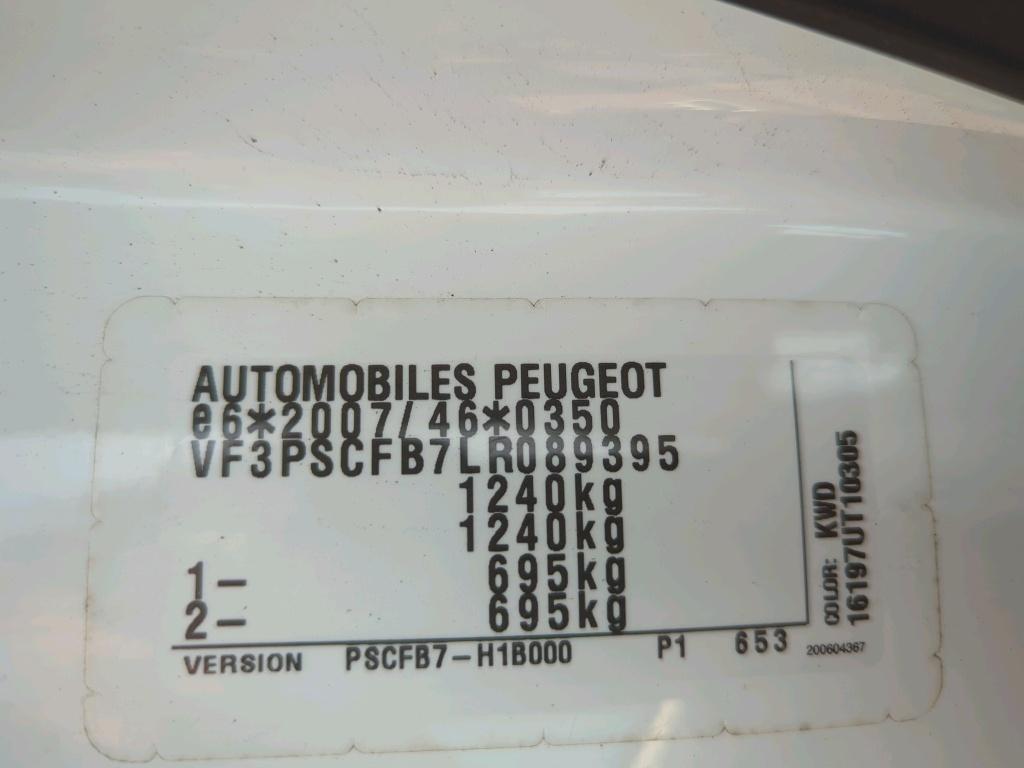 AUTOMOBILES PEUGEOT
e6*2007/46*0350
VF3PSCFB7LR089395
1240kg
1240kg
1- 695kg
2- 695kg
VERSION PSCFB7-H1B000 P1 653
COLOR: KWD
16197UT10305
200604367